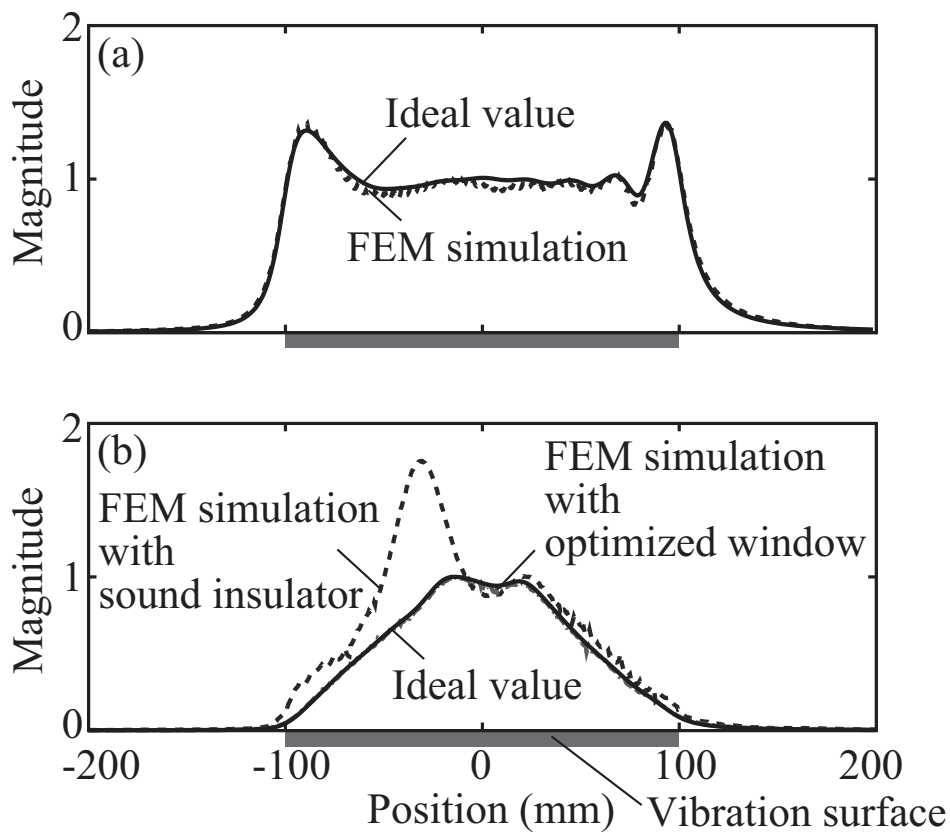 2
(a)
Ideal value
1
FEM simulation
0
Magnitude
2
(b)
FEM simulation
with
sound insulator
FEM simulation
with
optimized window
1
Ideal value
0
Magnitude
-200
-100
0
100
200
Position (mm)
Vibration surface